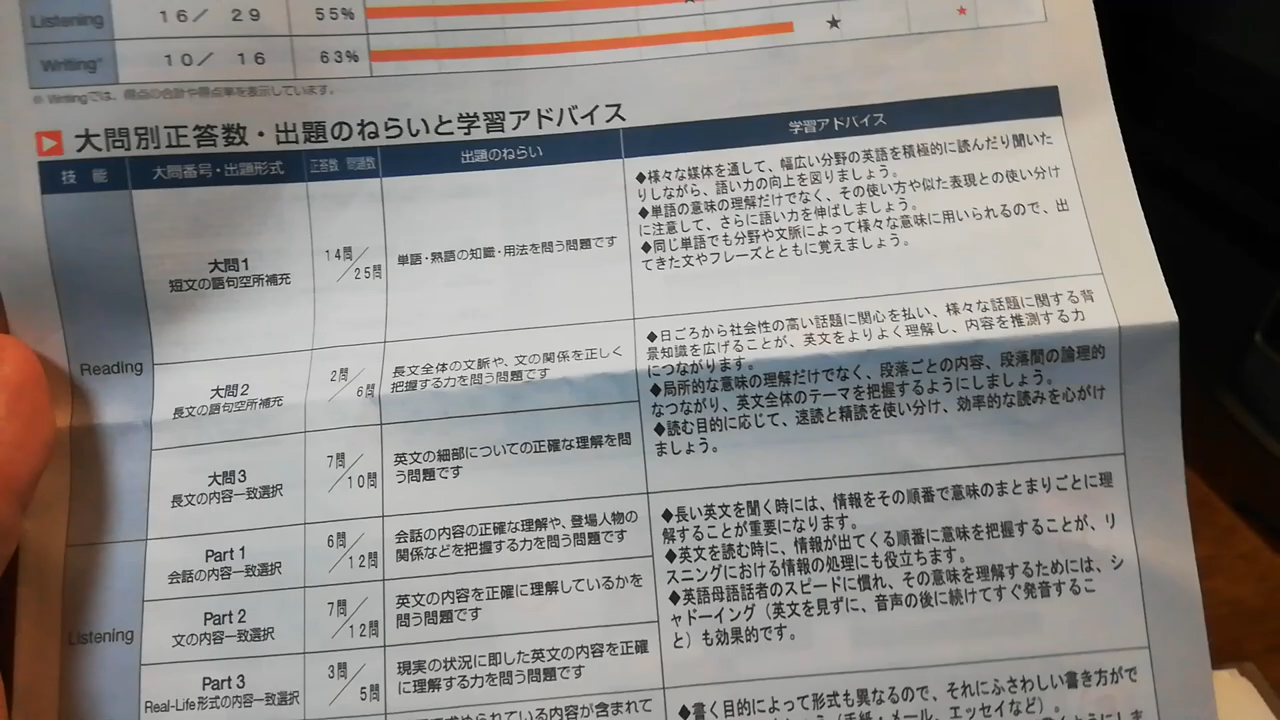 Listening 16/ 29 55%
Writing* 10/ 16 63%
※ Writingでは、得点の合計や得点率を表示しています。
大問別正答数・出題のねらいと学習アドバイス
技 能 大問番号・出題形式 正答数 問題数 出題のねらい 学習アドバイス
Reading
大問1
短文の語句空所補充
14問/25問
単語・熟語の知識・用法を問う問題です
◆様々な媒体を通して、幅広い分野の英語を積極的に読んだり聞いた
りしながら、語い力の向上を図りましょう。
◆単語の意味の理解だけでなく、その使い方や似た表現との使い分け
に注意して、さらに語い力を伸ばしましょう。
◆同じ単語でも分野や文脈によって様々な意味に用いられるので、出
てきた文やフレーズとともに覚えましょう。
大問2
長文の語句空所補充
2問/6問
長文全体の文脈や、文の関係を正しく
把握する力を問う問題です
◆日ごろから社会性の高い話題に関心を払い、様々な話題に関する背
景知識を広げることが、英文をよりよく理解し、内容を推測する力
につながります。
◆局所的な意味の理解だけでなく、段落ごとの内容、段落間の論理的
なつながり、英文全体のテーマを把握するようにしましょう。
◆読む目的に応じて、速読と精読を使い分け、効率的な読みを心がけ
ましょう。
大問3
長文の内容一致選択
7問/10問
英文の細部についての正確な理解を問
う問題です
Listening
Part 1
会話の内容一致選択
6問/12問
会話の内容の正確な理解や、登場人物の
関係などを把握する力を問う問題です
◆長い英文を聞く時には、情報をその順番で意味のまとまりごとに理
解することが重要になります。
◆英文を読む時に、情報が出てくる順番に意味を把握することが、リ
スニングにおける情報の処理にも役立ちます。
◆英語母語話者のスピードに慣れ、その意味を理解するためには、シ
ャドーイング（英文を見ずに、音声の後に続けてすぐ発音するこ
と）も効果的です。
Part 2
文の内容一致選択
7問/12問
英文の内容を正確に理解しているかを
問う問題です
Part 3
Real-Life形式の内容一致選択
3問/5問
現実の状況に即した英文の内容を正確
に理解する力を問う問題です
求められている内容が含まれて
◆書く目的によって形式も異なるので、それにふさわしい書き方がで
（手紙・メール、エッセイなど）。